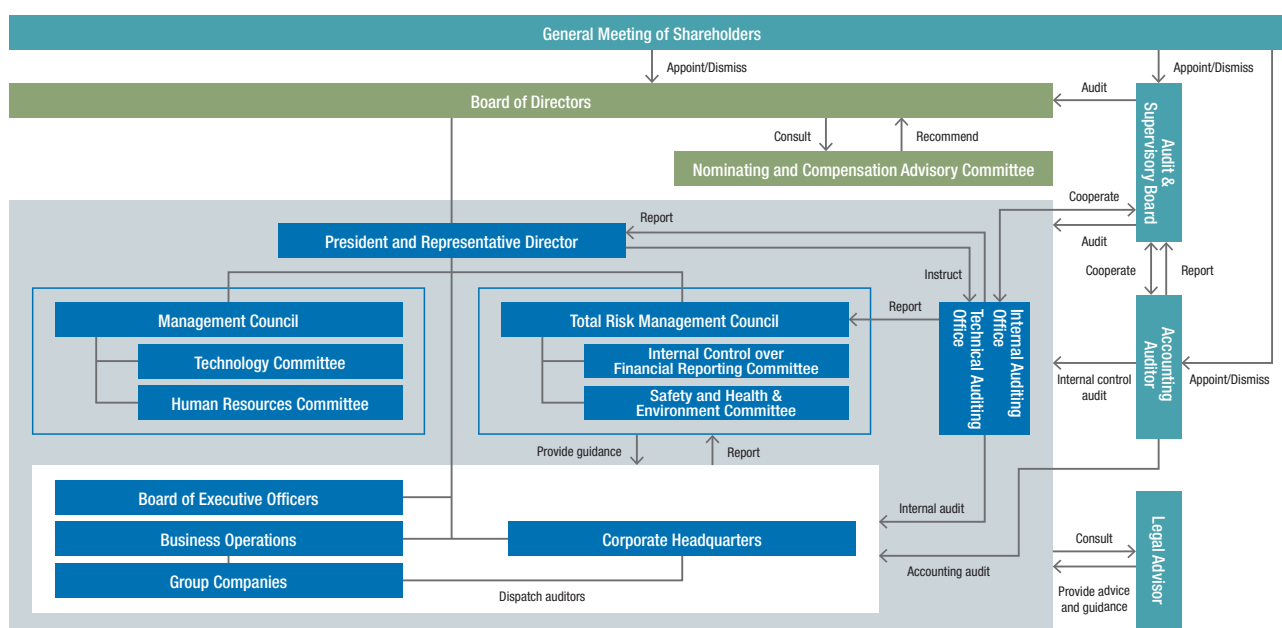 General Meeting of Shareholders
Appoint/Dismiss
Appoint/Dismiss
Board of Directors
Audit
Audit &
Supervisory Board
Consult
Recommend
Nominating and Compensation Advisory Committee
Cooperate
Report
President and Representative Director
Audit
Instruct
Cooperate
Report
Management Council
Total Risk Management Council
Report
Internal Auditing
Office
Technical Auditing
Office
Accounting
Auditor
Technology Committee
Internal Control over
Financial Reporting Committee
Internal control
audit
Appoint/Dismiss
Human Resources Committee
Safety and Health &
Environment Committee
Provide guidance
Report
Board of Executive Officers
Internal audit
Business Operations
Corporate Headquarters
Consult
Legal Advisor
Group Companies
Accounting audit
Dispatch auditors
Provide advice
and guidance